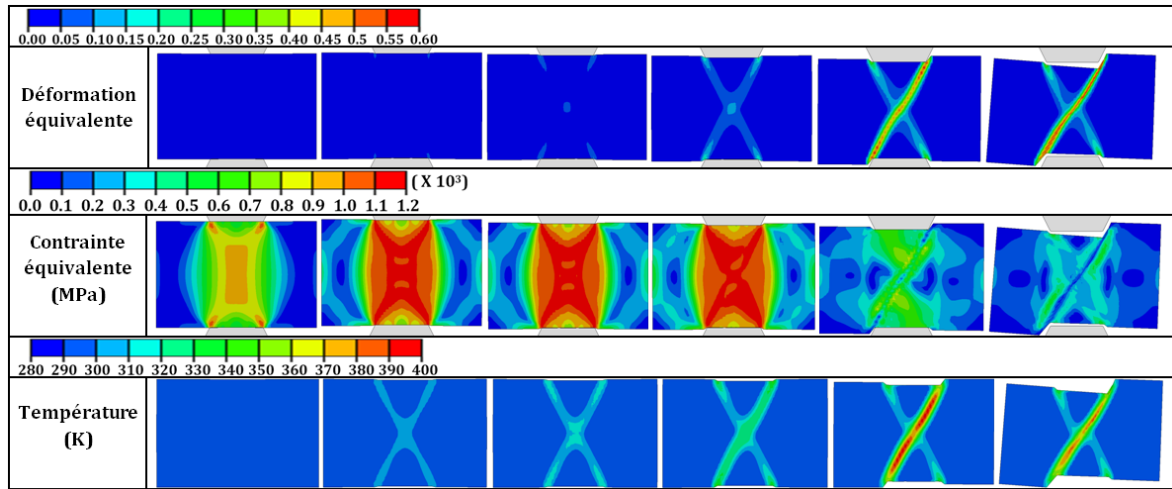 0.00 0.05 0.10 0.15 0.20 0.25 0.30 0.35 0.40 0.45 0.5 0.55 0.60
Déformation
équivalente
(X 10³)
0.0 0.1 0.2 0.3 0.4 0.5 0.6 0.7 0.8 0.9 1.0 1.1 1.2
Contrainte
équivalente
(MPa)
280 290 300 310 320 330 340 350 360 370 380 390 400
Température
(K)